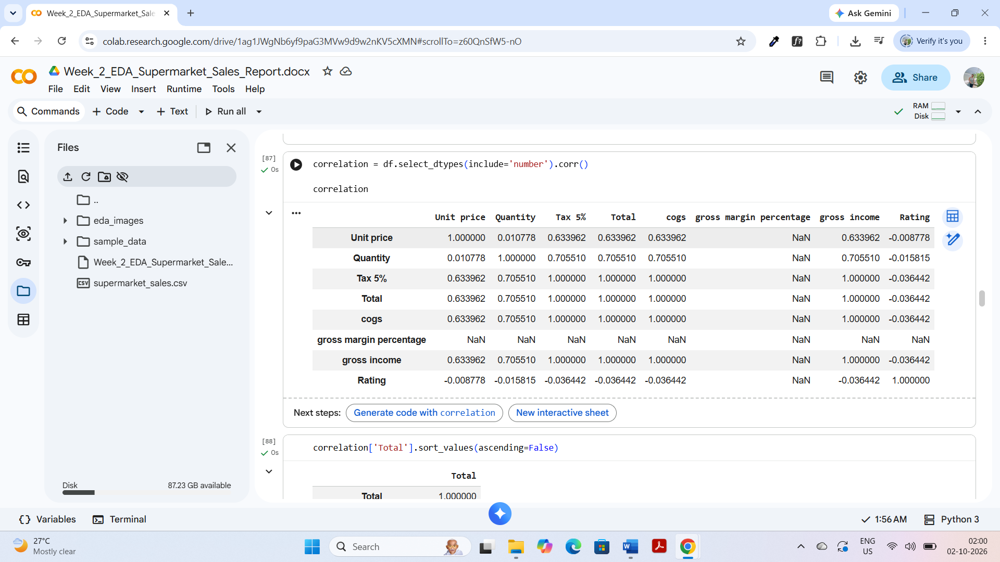 Week_2_EDA_Supermarket_Sale
Ask Gemini
colab.research.google.com/drive/1ag1JWgNb6yf9paG3MVw9d9w2nKV5cXMN#scrollTo=z60QnSfW5-nO
Verify it's you
Week_2_EDA_Supermarket_Sales_Report.docx
File Edit View Insert Runtime Tools Help
Share
Commands + Code + Text Run all
RAM
Disk
Files
..
eda_images
sample_data
Week_2_EDA_Supermarket_Sale...
CSV supermarket_sales.csv
Disk 87.23 GB available
[87]
0s
correlation = df.select_dtypes(include='number').corr()
correlation
Unit price Quantity Tax 5% Total cogs gross margin percentage gross income Rating
Unit price 1.000000 0.010778 0.633962 0.633962 0.633962 NaN 0.633962 -0.008778
Quantity 0.010778 1.000000 0.705510 0.705510 0.705510 NaN 0.705510 -0.015815
Tax 5% 0.633962 0.705510 1.000000 1.000000 1.000000 NaN 1.000000 -0.036442
Total 0.633962 0.705510 1.000000 1.000000 1.000000 NaN 1.000000 -0.036442
cogs 0.633962 0.705510 1.000000 1.000000 1.000000 NaN 1.000000 -0.036442
gross margin percentage NaN NaN NaN NaN NaN NaN NaN NaN
gross income 0.633962 0.705510 1.000000 1.000000 1.000000 NaN 1.000000 -0.036442
Rating -0.008778 -0.015815 -0.036442 -0.036442 -0.036442 NaN -0.036442 1.000000
Next steps: Generate code with correlation New interactive sheet
[88]
0s
correlation['Total'].sort_values(ascending=False)
Total
Total 1.000000
Variables Terminal
1:56 AM Python 3
27°C
Mostly clear
Search
ENG
US
02:00
02-10-2026